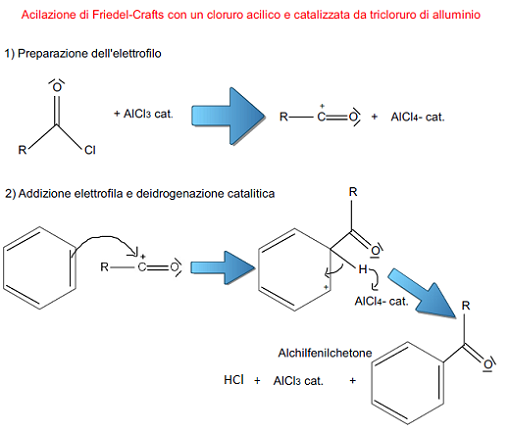 Acilazione di Friedel-Crafts con un cloruro acilico e catalizzata da tricloruro di alluminio
1) Preparazione dell'elettrofilo
O
R
Cl
+ AlCl3 cat.
R
+
C
O
+ AlCl4- cat.
2) Addizione elettrofila e deidrogenazione catalitica
R
+
R
C
O
O
H
+
AlCl4- cat.
R
O
Alchilfenilchetone
HCl + AlCl3 cat. +